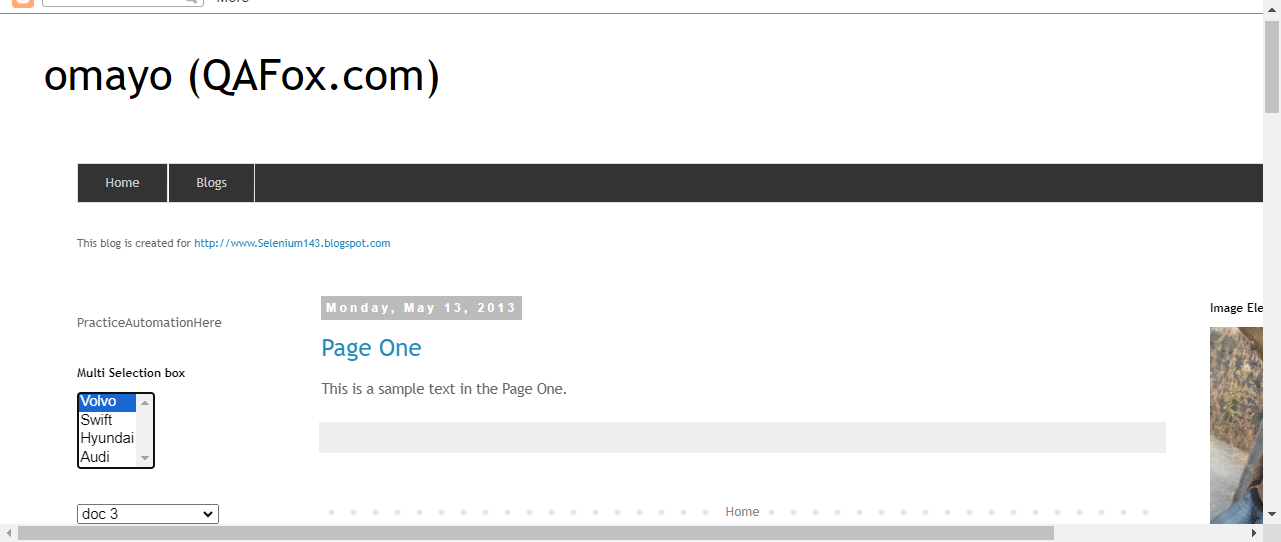 More
omayo (QAFox.com)
Home
Blogs
This blog is created for http://www.Selenium143.blogspot.com
PracticeAutomationHere
Multi Selection box
Volvo
Swift
Hyundai
Audi
doc 3
Monday, May 13, 2013
Page One
This is a sample text in the Page One.
Home
Image Ele